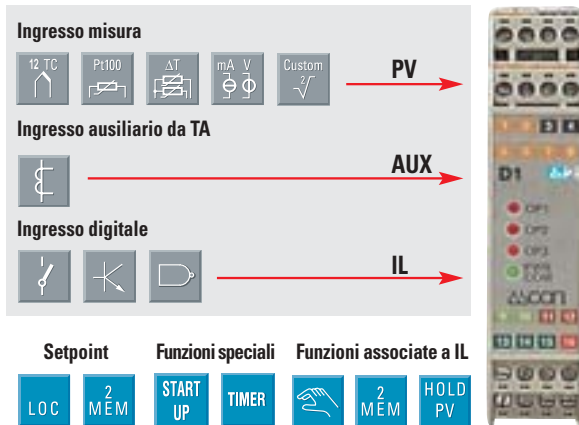 Ingresso misura
12 TC
Pt100
ΔT
mA V
Custom
2√
PV
Ingresso ausiliario da TA
AUX
Ingresso digitale
IL
D1
OP1
OP2
OP3
ascon
Setpoint
Funzioni speciali
Funzioni associate a IL
LOC
2 MEM
START UP
TIMER
2 MEM
HOLD PV